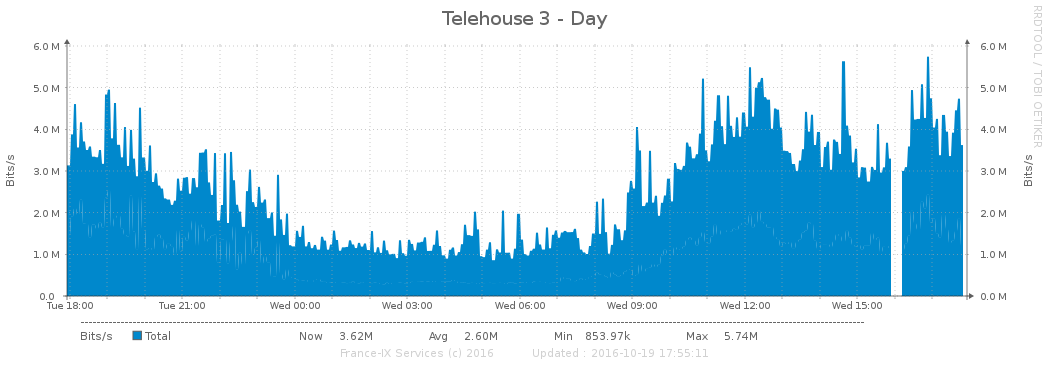 Telehouse 3 - Day
RRDTOOL / TOBI OETIKER
Bits/s
6.0 M
5.0 M
4.0 M
3.0 M
2.0 M
1.0 M
0.0
6.0 M
5.0 M
4.0 M
3.0 M
2.0 M
1.0 M
0.0 M
Bits/s
Tue 18:00 Tue 21:00 Wed 00:00 Wed 03:00 Wed 06:00 Wed 09:00 Wed 12:00 Wed 15:00
Bits/s Total Now 3.62M Avg 2.60M Min 853.97k Max 5.74M
France-IX Services (c) 2016 Updated : 2016-10-19 17:55:11